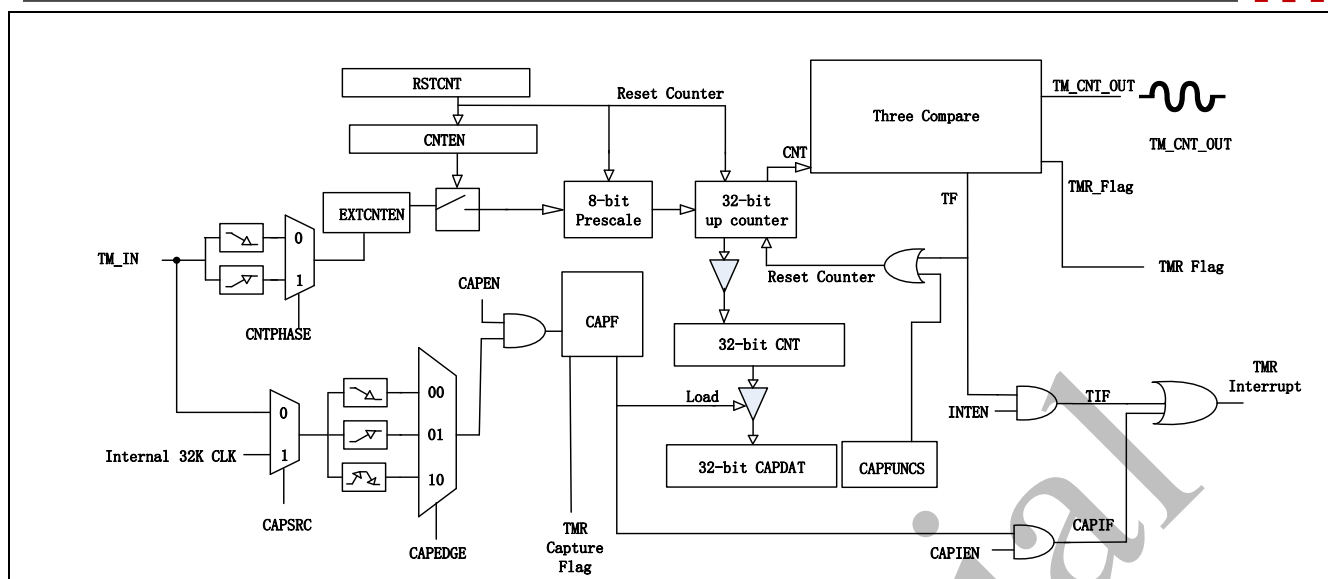 RSTCNT
Reset Counter
CNTEN
Three Compare
TM_CNT_OUT
TM_CNT_OUT
CNT
TMR_Flag
TF
EXTCNTEN
8-bit
Prescale
32-bit
up counter
0
1
TM_IN
CNTPHASE
Reset Counter
TMR Flag
CAPEN
CAPF
32-bit CNT
00
01
10
0
1
Internal 32K CLK
CAPSRC
CAPEDGE
Load
32-bit CAPDAT
CAPFUNCS
INTEN
TIF
TMR
Interrupt
TMR
Capture
Flag
CAPIEN
CAPIF